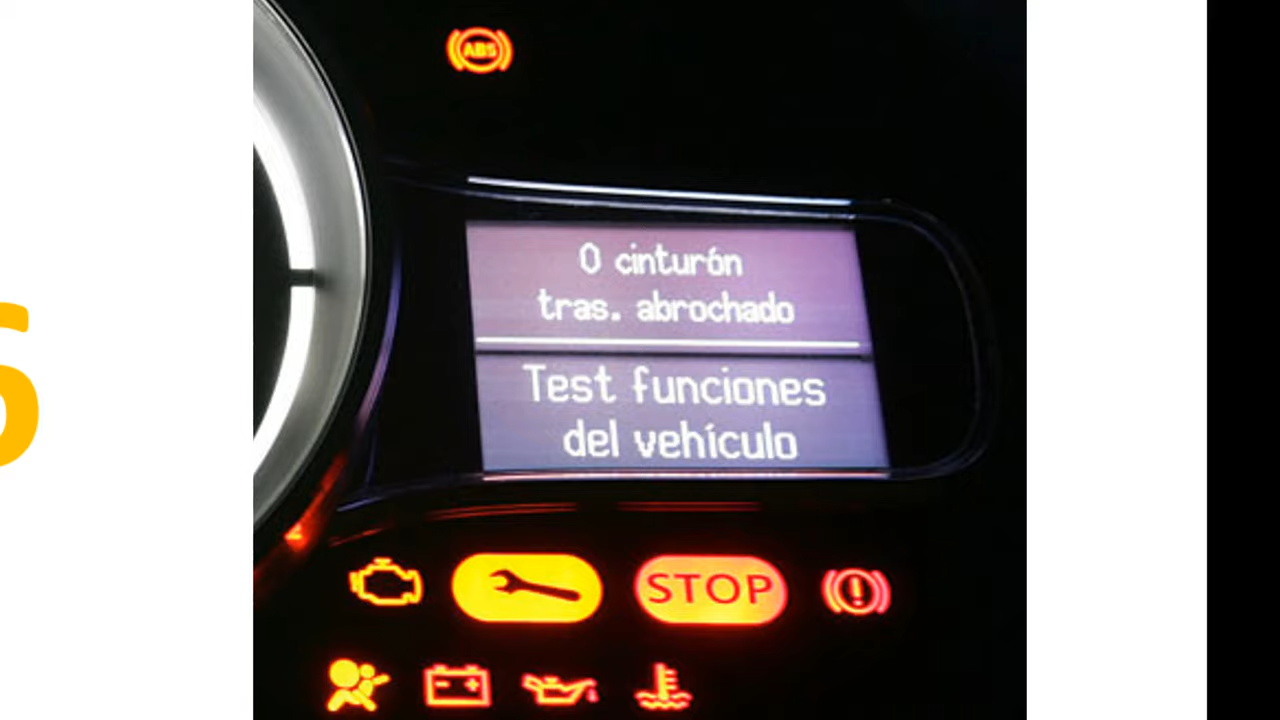 ABS
0 cinturón
tras. abrochado
Test funciones
del vehículo
STOP